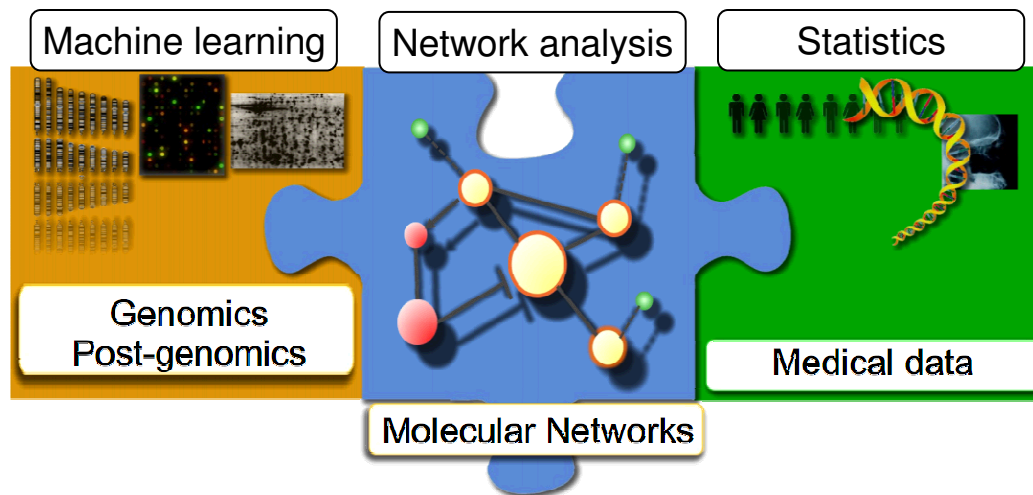 Machine learning
Network analysis
Statistics
Genomics
Post-genomics
Medical data
Molecular Networks